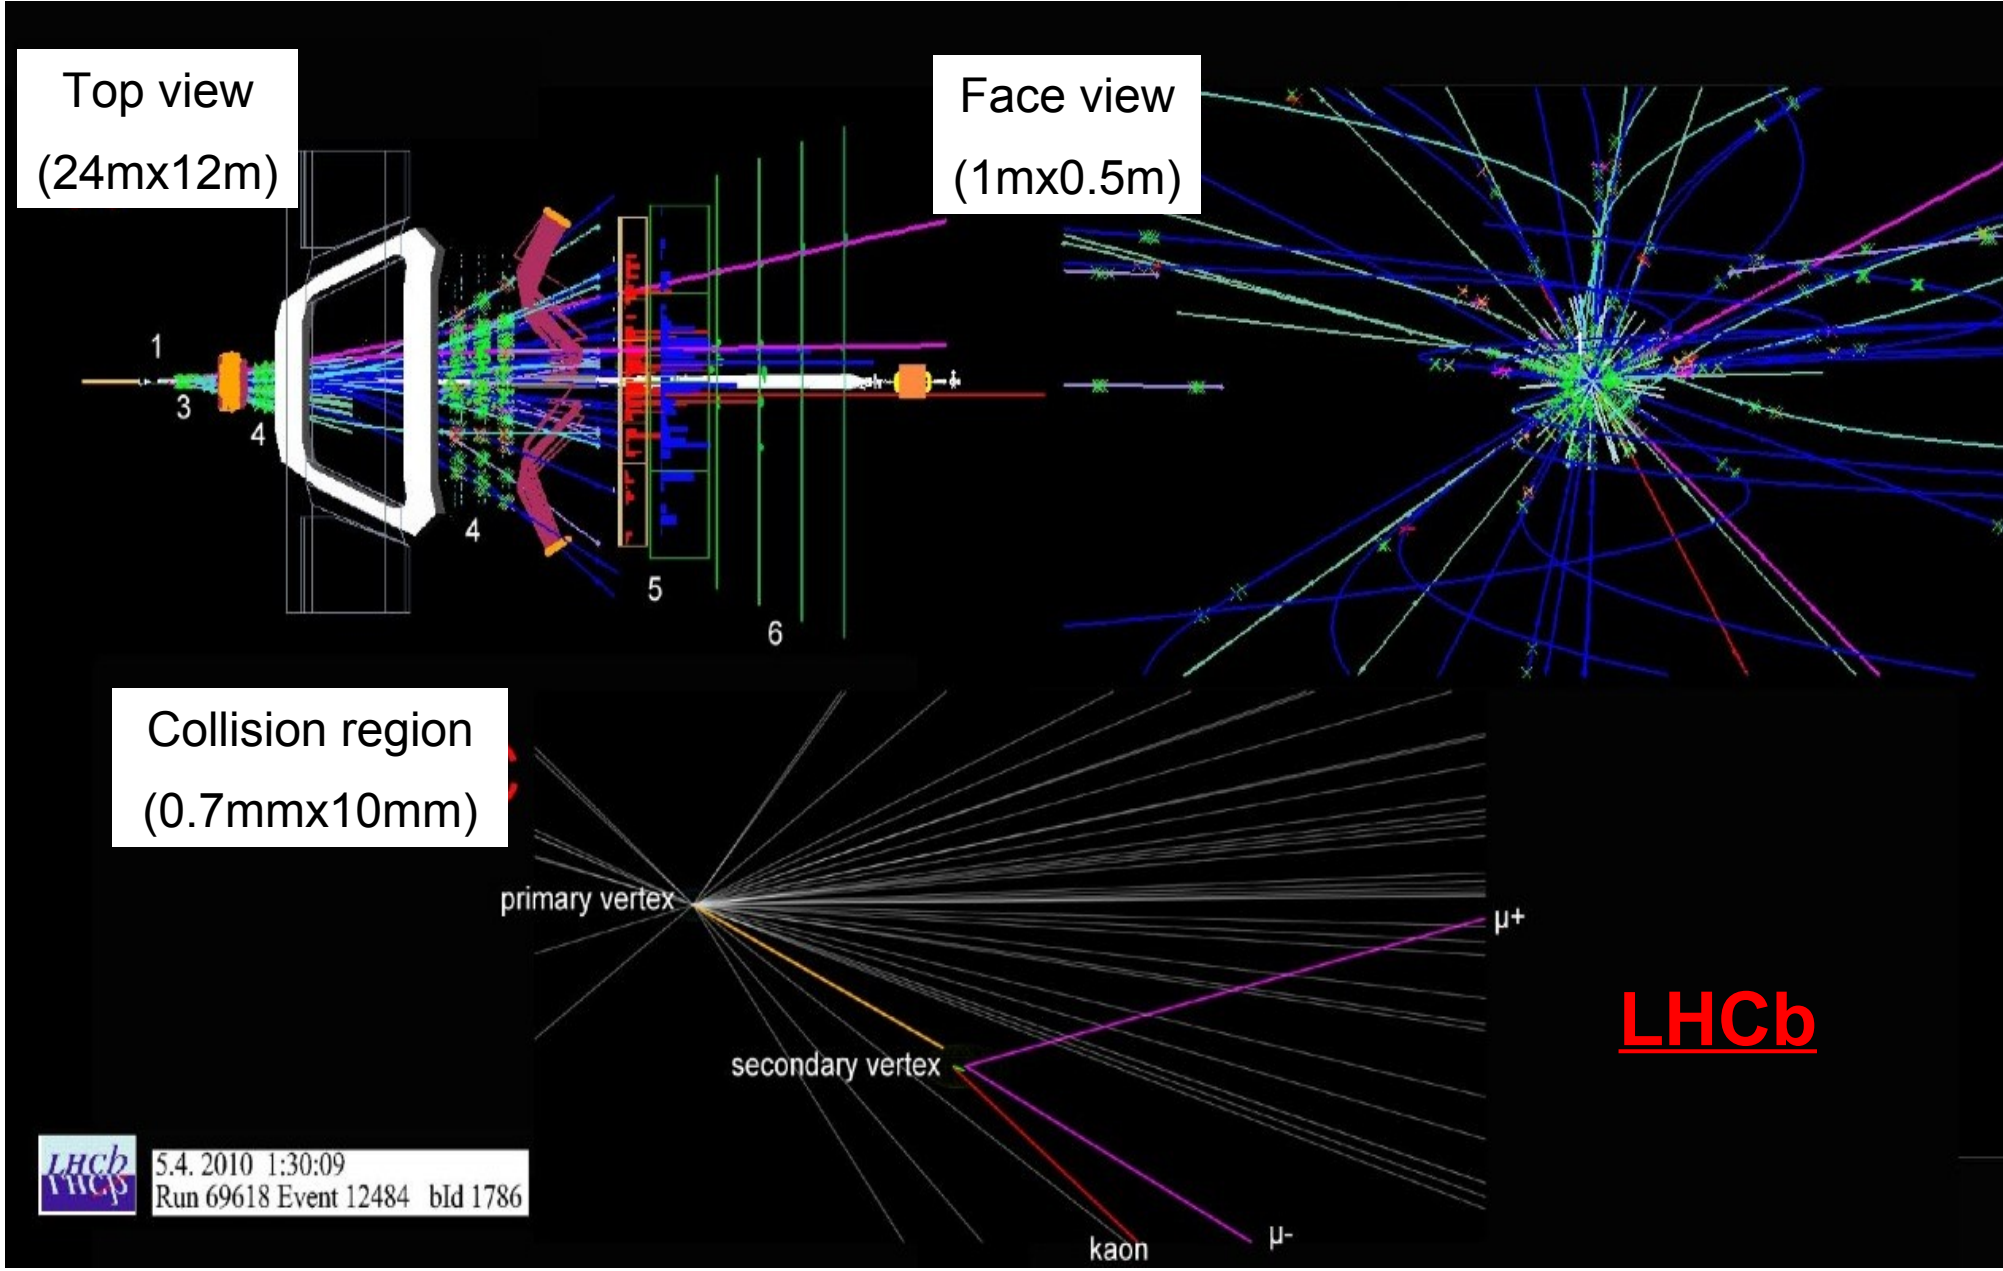 Top view
(24mx12m)
Face view
(1mx0.5m)
1
3
4
4
5
6
Collision region
(0.7mmx10mm)
primary vertex
secondary vertex
μ+
μ-
kaon
LHCb
LHCb
5.4. 2010 1:30:09
Run 69618 Event 12484 bId 1786